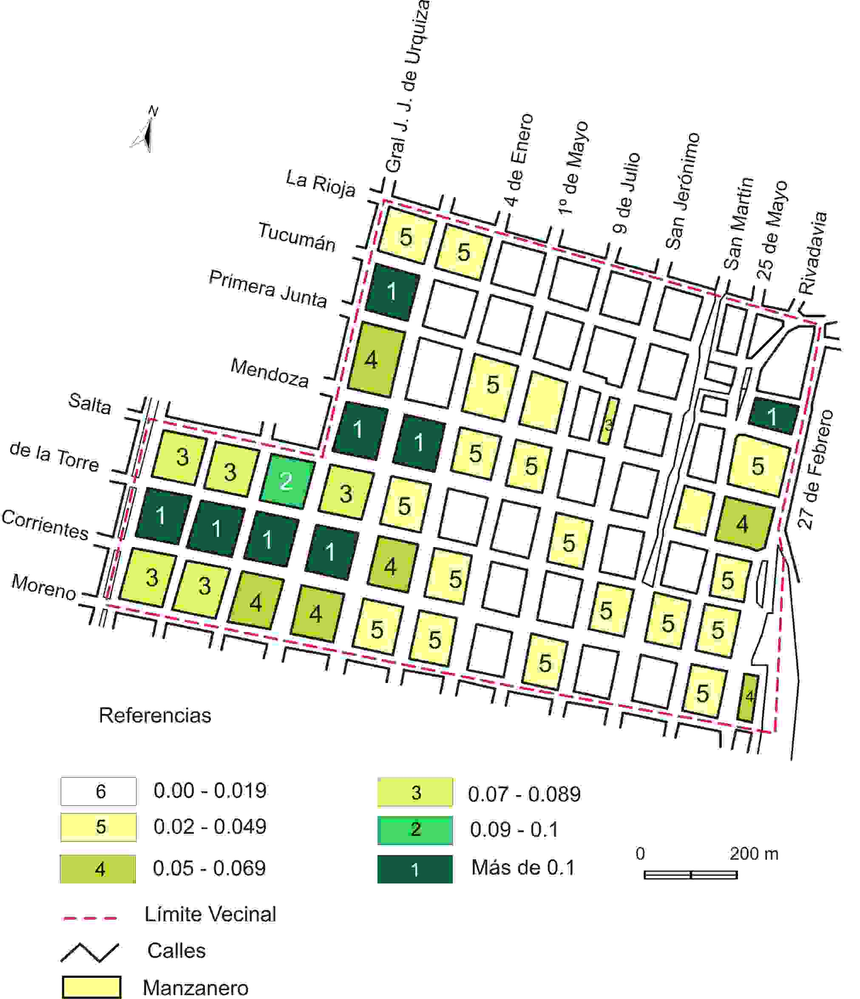 Gral J. J. de Urquiza
4 de Enero
1º de Mayo
9 de Julio
San Jerónimo
San Martín
25 de Mayo
Rivadavia
N
La Rioja
Tucumán
Primera Junta
Mendoza
Salta
de la Torre
Corrientes
Moreno
27 de Febrero
5 5
1
4
5
3
1 1 5 5 1
3 3 2 3 5 5
1 1 1 1 4 5 4
3 3 4 4 5 5 5
5 5 5 5
5 4
Referencias
6 0.00 - 0.019
5 0.02 - 0.049
4 0.05 - 0.069
3 0.07 - 0.089
2 0.09 - 0.1
1 Más de 0.1
0 200 m
Límite Vecinal
Calles
Manzanero